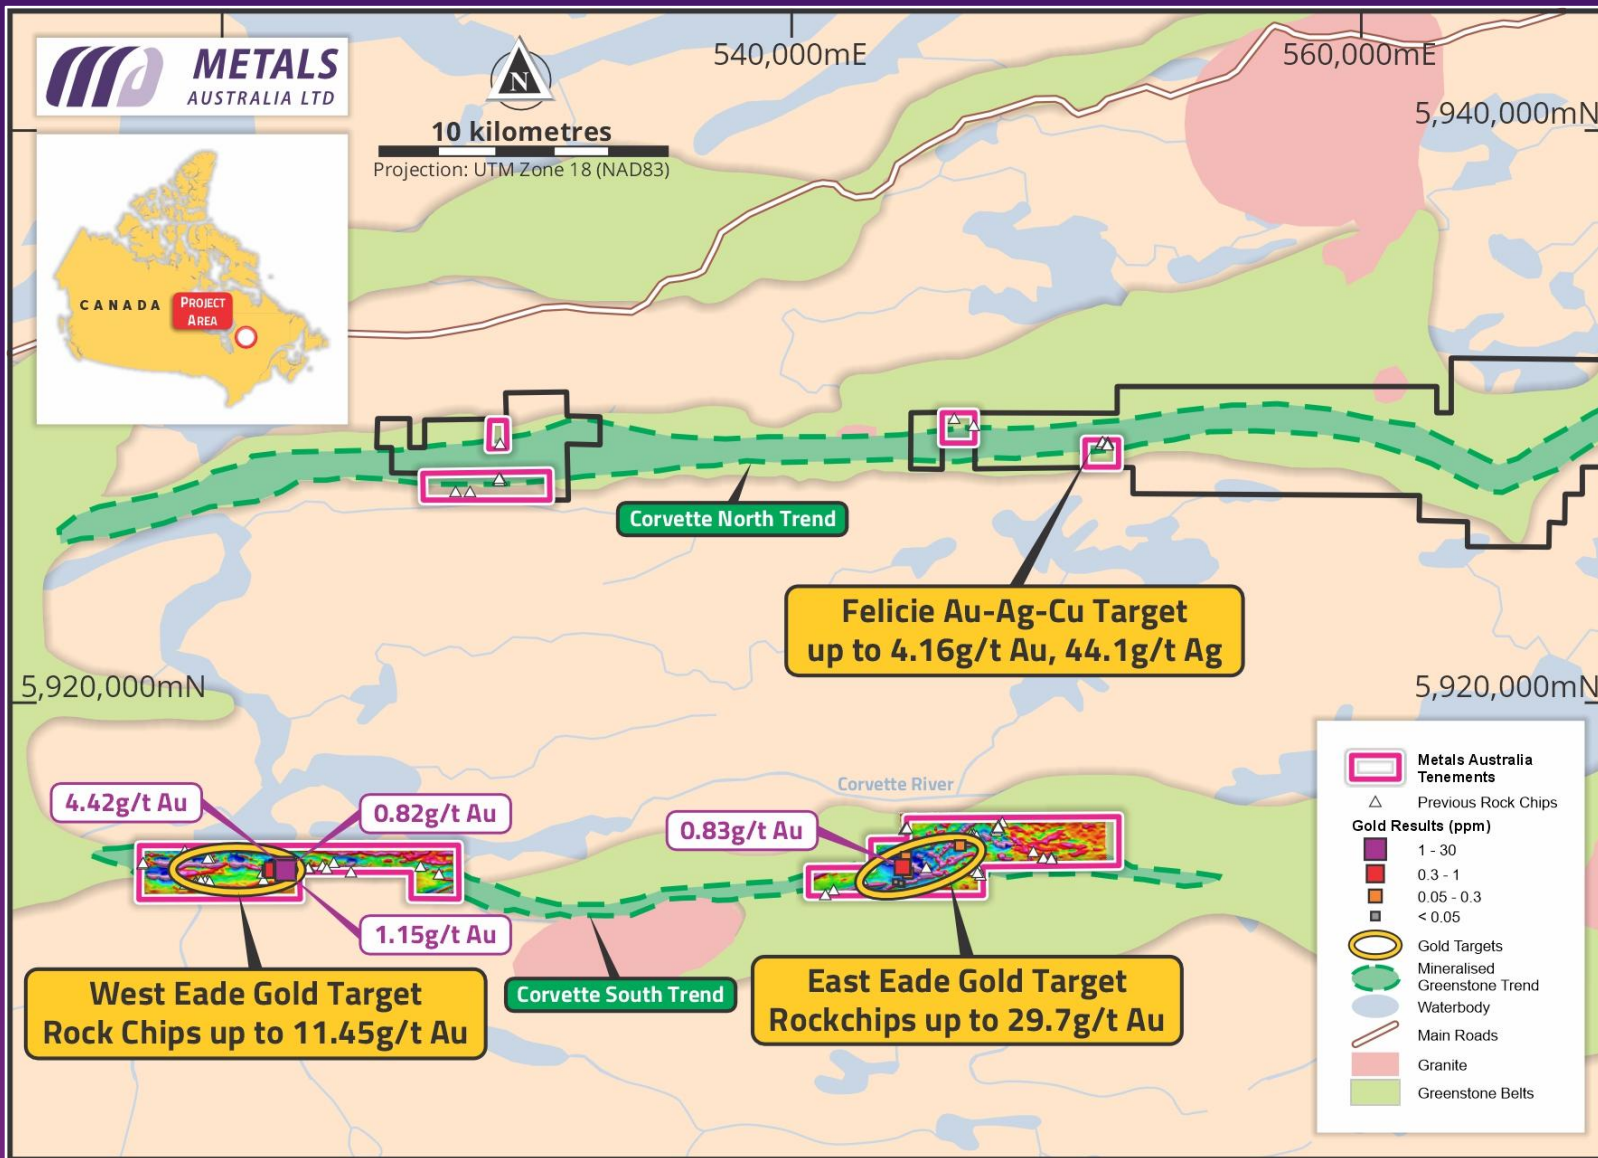 METALS
AUSTRALIA LTD
N
10 kilometres
Projection: UTM Zone 18 (NAD83)
540,000mE
560,000mE
5,940,000mN
CANADA
PROJECT
AREA
Corvette North Trend
Felicie Au-Ag-Cu Target
up to 4.16g/t Au, 44.1g/t Ag
5,920,000mN
5,920,000mN
Corvette River
4.42g/t Au
0.82g/t Au
0.83g/t Au
1.15g/t Au
West Eade Gold Target
Rock Chips up to 11.45g/t Au
Corvette South Trend
East Eade Gold Target
Rockchips up to 29.7g/t Au
Metals Australia
Tenements
Previous Rock Chips
Gold Results (ppm)
1 - 30
0.3 - 1
0.05 - 0.3
< 0.05
Gold Targets
Mineralised
Greenstone Trend
Waterbody
Main Roads
Granite
Greenstone Belts